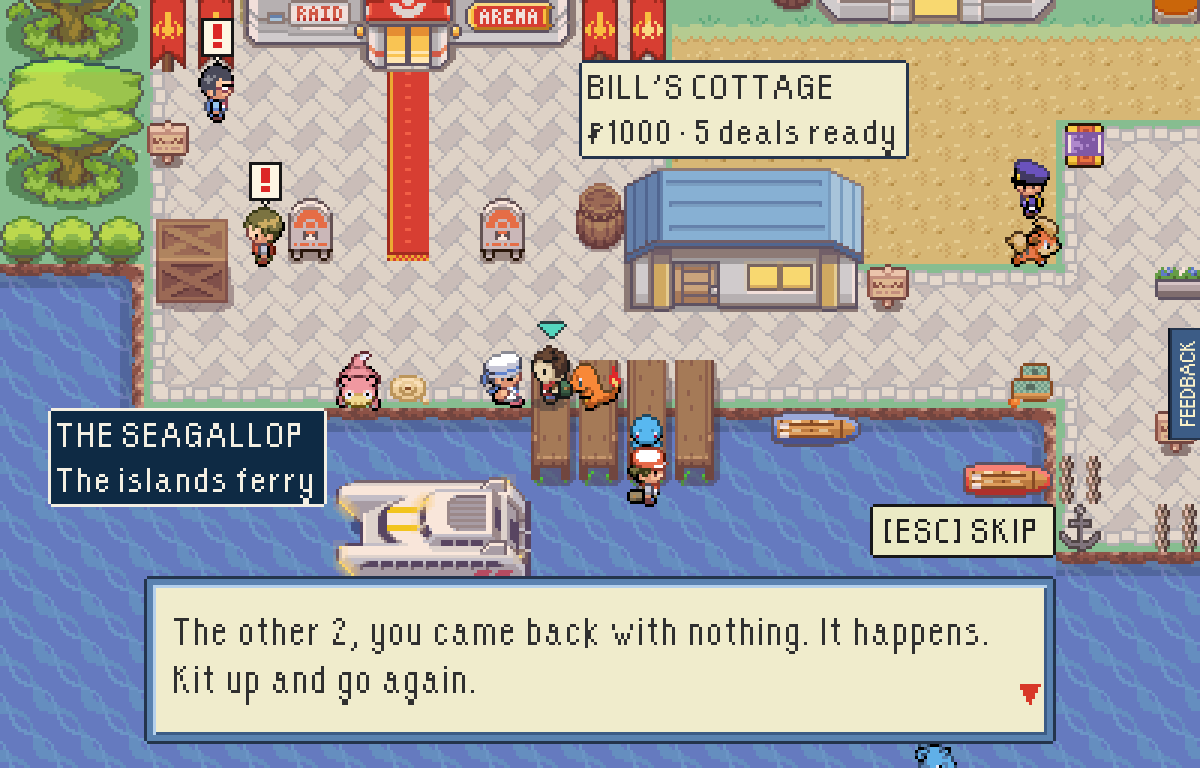 RAID
ARENA
!
!
BILL'S COTTAGE
₽1000 · 5 deals ready
FEEDBACK
THE SEAGALLOP
The islands ferry
[ESC] SKIP
The other 2, you came back with nothing. It happens.
Kit up and go again.